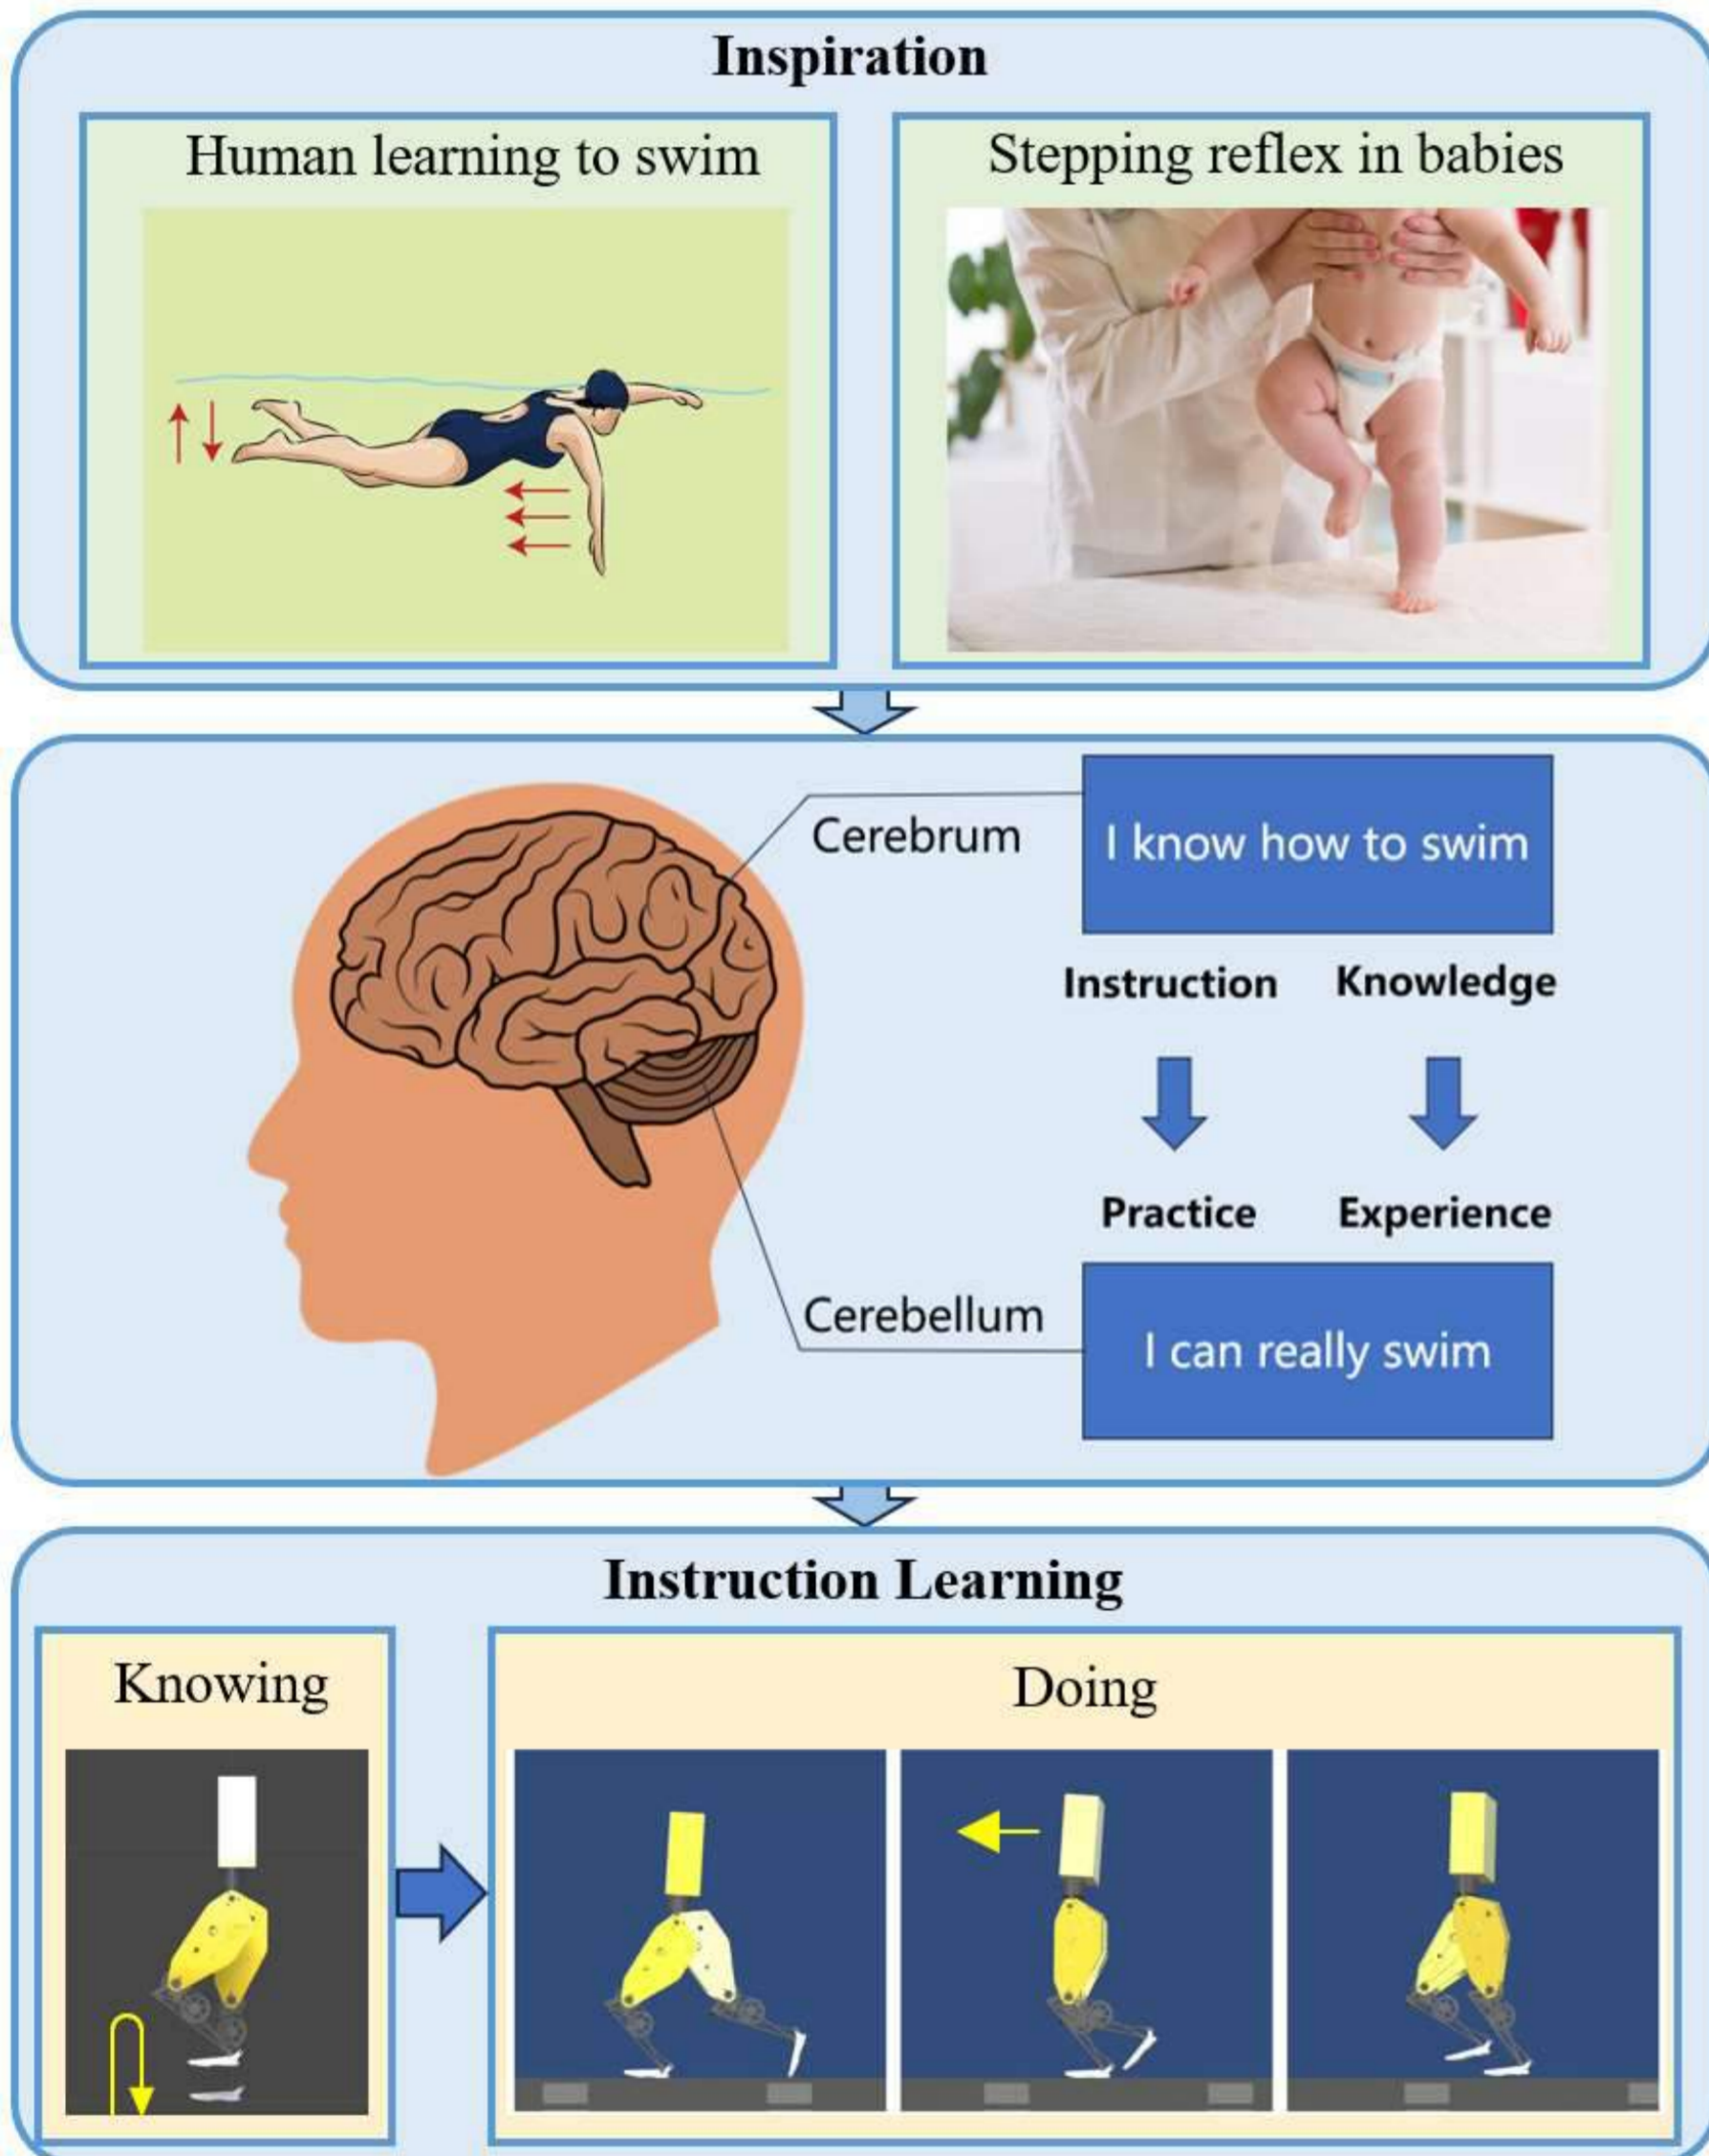 Inspiration
Human learning to swim
Stepping reflex in babies
Cerebrum
I know how to swim
Instruction
Knowledge
Practice
Experience
Cerebellum
I can really swim
Instruction Learning
Knowing
Doing